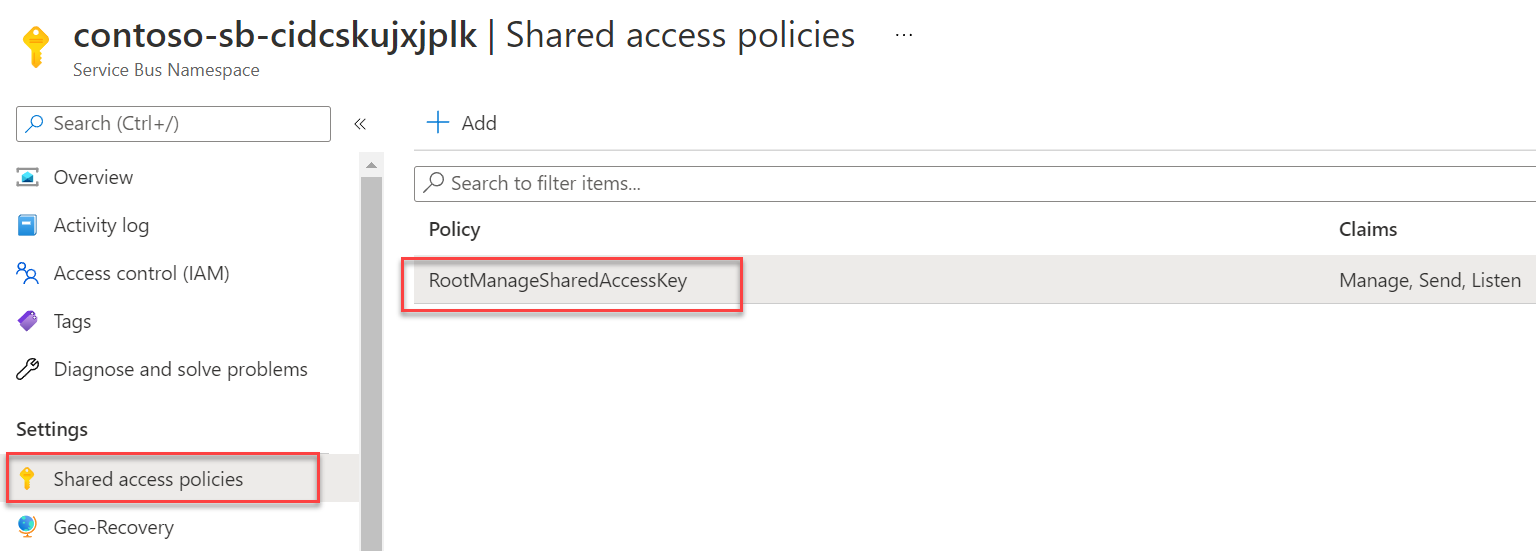 contoso-sb-cidcskujxjplk | Shared access policies ...
Service Bus Namespace
Search (Ctrl+/)
«
Add
Overview
Search to filter items...
Activity log
Policy
Claims
Access control (IAM)
RootManageSharedAccessKey
Manage, Send, Listen
Tags
Diagnose and solve problems
Settings
Shared access policies
Geo-Recovery